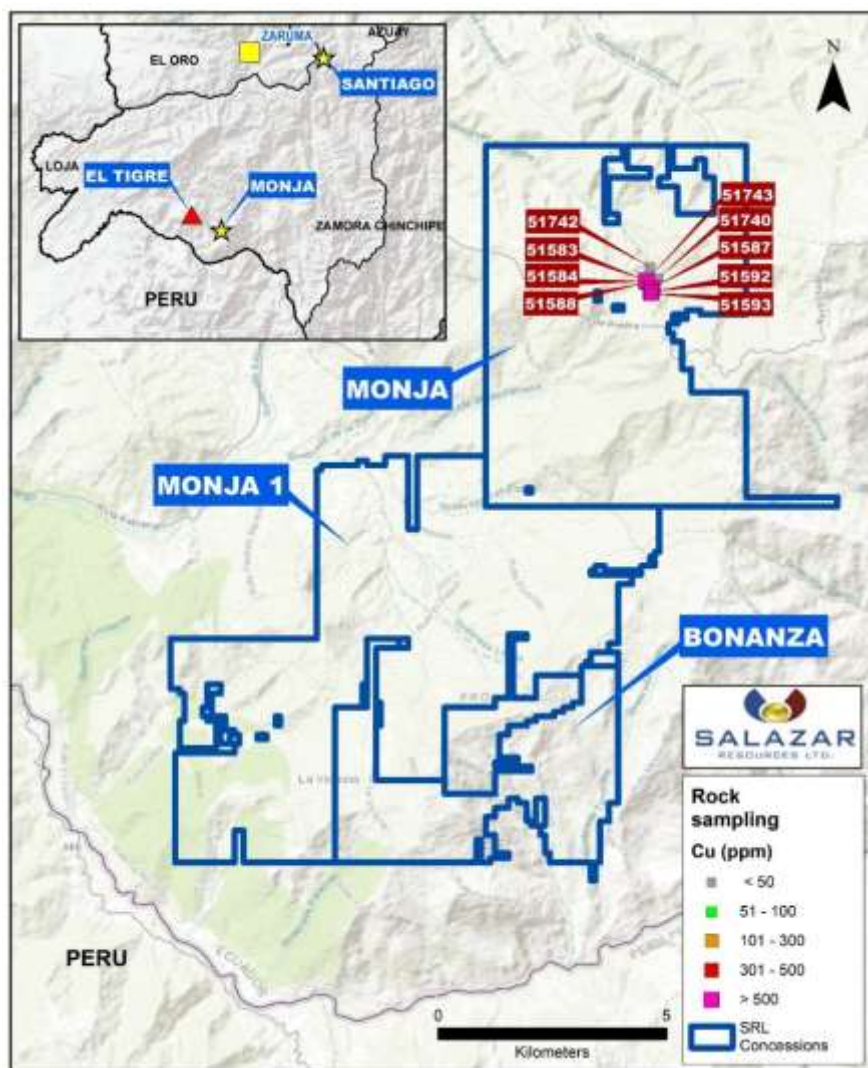 AZUAY
ZARUMA
EL ORO
SANTIAGO
LOJA
EL TIGRE
MONJA
ZAMORA CHINCHIPE
PERU
N
51743
51742
51740
51583
51587
51584
51592
51588
51593
MONJA
MONJA 1
BONANZA
SALAZAR
RESOURCES LTD.
Rock
sampling
Cu (ppm)
< 50
51 - 100
101 - 300
301 - 500
> 500
SRL
Concessions
PERU
ECUADOR
0
5
Kilometers